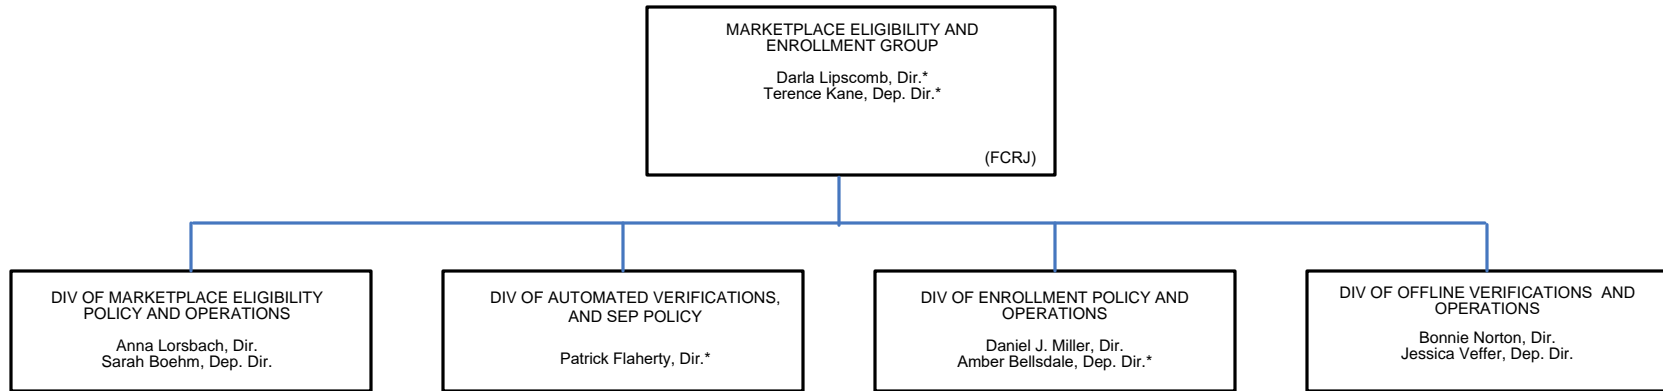 MARKETPLACE ELIGIBILITY AND
ENROLLMENT GROUP
Darla Lipscomb, Dir.*
Terence Kane, Dep. Dir.*
(FCRJ)
DIV OF MARKETPLACE ELIGIBILITY
POLICY AND OPERATIONS
Anna Lorsbach, Dir.
Sarah Boehm, Dep. Dir.
DIV OF AUTOMATED VERIFICATIONS,
AND SEP POLICY
Patrick Flaherty, Dir.*
DIV OF ENROLLMENT POLICY AND
OPERATIONS
Daniel J. Miller, Dir.
Amber Bellsdale, Dep. Dir.*
DIV OF OFFLINE VERIFICATIONS AND
OPERATIONS
Bonnie Norton, Dir.
Jessica Veffer, Dep. Dir.